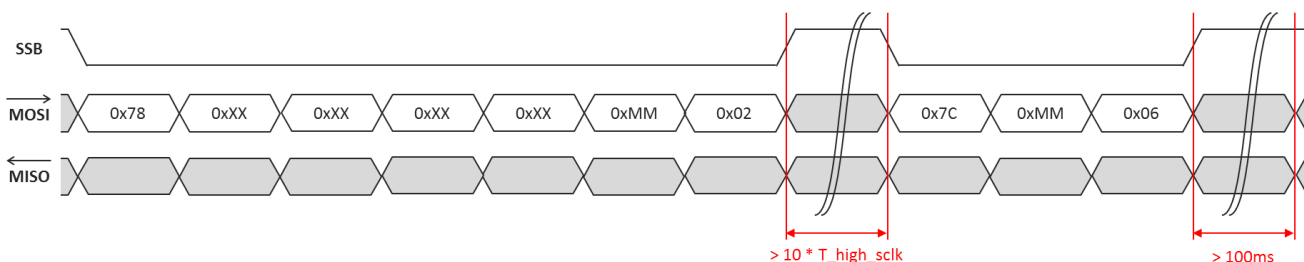 SSB
MOSI 0x78 0xXX 0xXX 0xXX 0xXX 0xMM 0x02 0x7C 0xMM 0x06
MISO
> 10 * T_high_sclk > 100ms